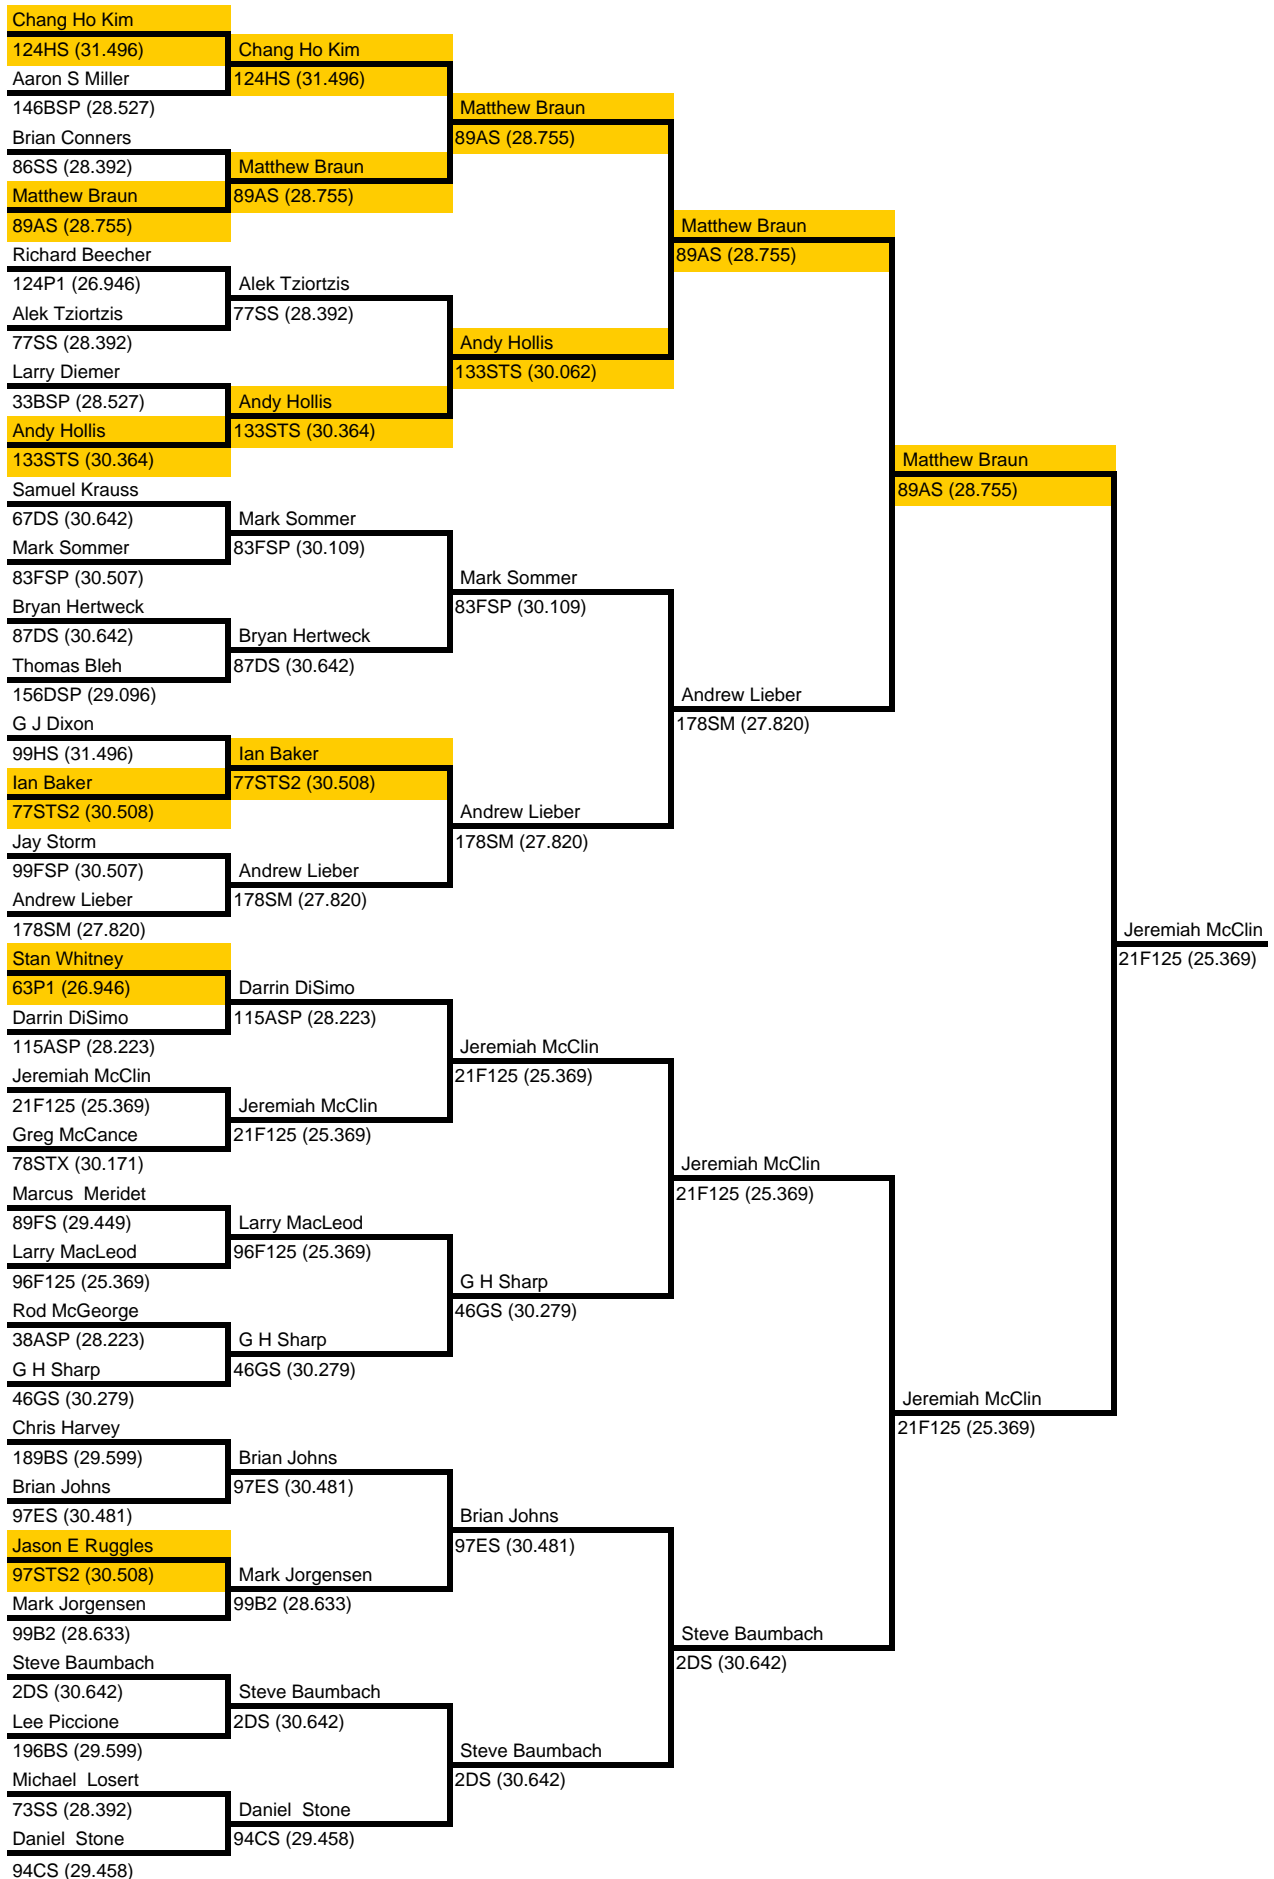 Chang Ho Kim
124HS (31.496)
Aaron S Miller
146BSP (28.527)
Brian Conners
86SS (28.392)
Matthew Braun
89AS (28.755)
Richard Beecher
124P1 (26.946)
Alek Tziortzis
77SS (28.392)
Larry Diemer
33BSP (28.527)
Andy Hollis
133STS (30.364)
Samuel Krauss
67DS (30.642)
Mark Sommer
83FSP (30.507)
Bryan Hertweck
87DS (30.642)
Thomas Bleh
156DSP (29.096)
G J Dixon
99HS (31.496)
Ian Baker
77STS2 (30.508)
Jay Storm
99FSP (30.507)
Andrew Lieber
178SM (27.820)
Stan Whitney
63P1 (26.946)
Darrin DiSimo
115ASP (28.223)
Jeremiah McClin
21F125 (25.369)
Greg McCance
78STX (30.171)
Marcus  Meridet
89FS (29.449)
Larry MacLeod
96F125 (25.369)
Rod McGeorge
38ASP (28.223)
G H Sharp
46GS (30.279)
Chris Harvey
189BS (29.599)
Brian Johns
97ES (30.481)
Jason E Ruggles
97STS2 (30.508)
Mark Jorgensen
99B2 (28.633)
Steve Baumbach
2DS (30.642)
Lee Piccione
196BS (29.599)
Michael  Losert
73SS (28.392)
Daniel  Stone
94CS (29.458)
Chang Ho Kim
124HS (31.496)
Matthew Braun
89AS (28.755)
Alek Tziortzis
77SS (28.392)
Andy Hollis
133STS (30.364)
Mark Sommer
83FSP (30.109)
Bryan Hertweck
87DS (30.642)
Ian Baker
77STS2 (30.508)
Andrew Lieber
178SM (27.820)
Darrin DiSimo
115ASP (28.223)
Jeremiah McClin
21F125 (25.369)
Larry MacLeod
96F125 (25.369)
G H Sharp
46GS (30.279)
Brian Johns
97ES (30.481)
Mark Jorgensen
99B2 (28.633)
Steve Baumbach
2DS (30.642)
Daniel  Stone
94CS (29.458)
Matthew Braun
89AS (28.755)
Andy Hollis
133STS (30.062)
Mark Sommer
83FSP (30.109)
Andrew Lieber
178SM (27.820)
Jeremiah McClin
21F125 (25.369)
G H Sharp
46GS (30.279)
Brian Johns
97ES (30.481)
Steve Baumbach
2DS (30.642)
Matthew Braun
89AS (28.755)
Andrew Lieber
178SM (27.820)
Jeremiah McClin
21F125 (25.369)
Steve Baumbach
2DS (30.642)
Matthew Braun
89AS (28.755)
Jeremiah McClin
21F125 (25.369)
Jeremiah McClin
21F125 (25.369)